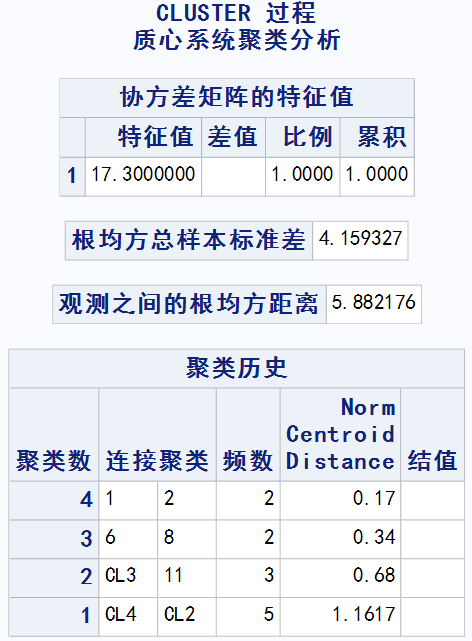 CLUSTER 过程
质心系统聚类分析
协方差矩阵的特征值
特征值 差值 比例 累积
1 17.3000000 1.0000 1.0000
根均方总样本标准差 4.159327
观测之间的根均方距离 5.882176
聚类历史
聚类数 连接聚类 频数 Norm Centroid Distance 结值
4 1 2 2 0.17
3 6 8 2 0.34
2 CL3 11 3 0.68
1 CL4 CL2 5 1.1617